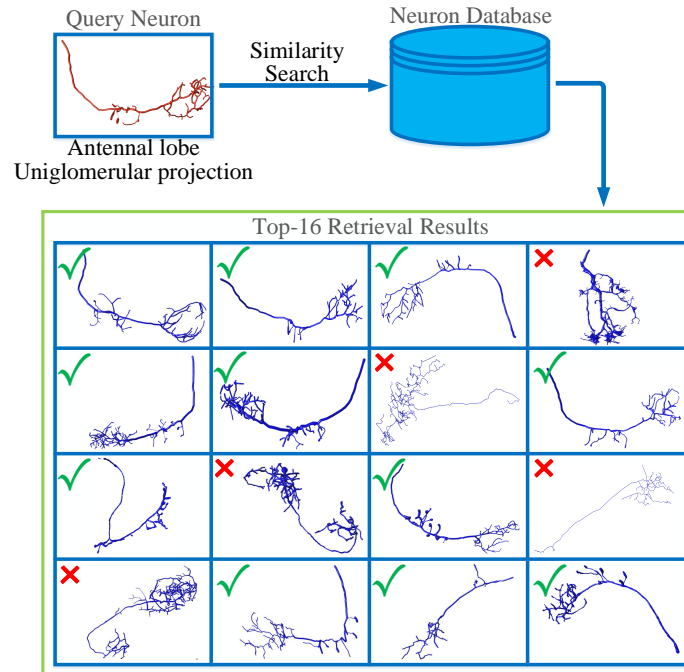 Query Neuron
Neuron Database
Similarity
Search
Antennal lobe
Uniglomerular projection
Top-16 Retrieval Results